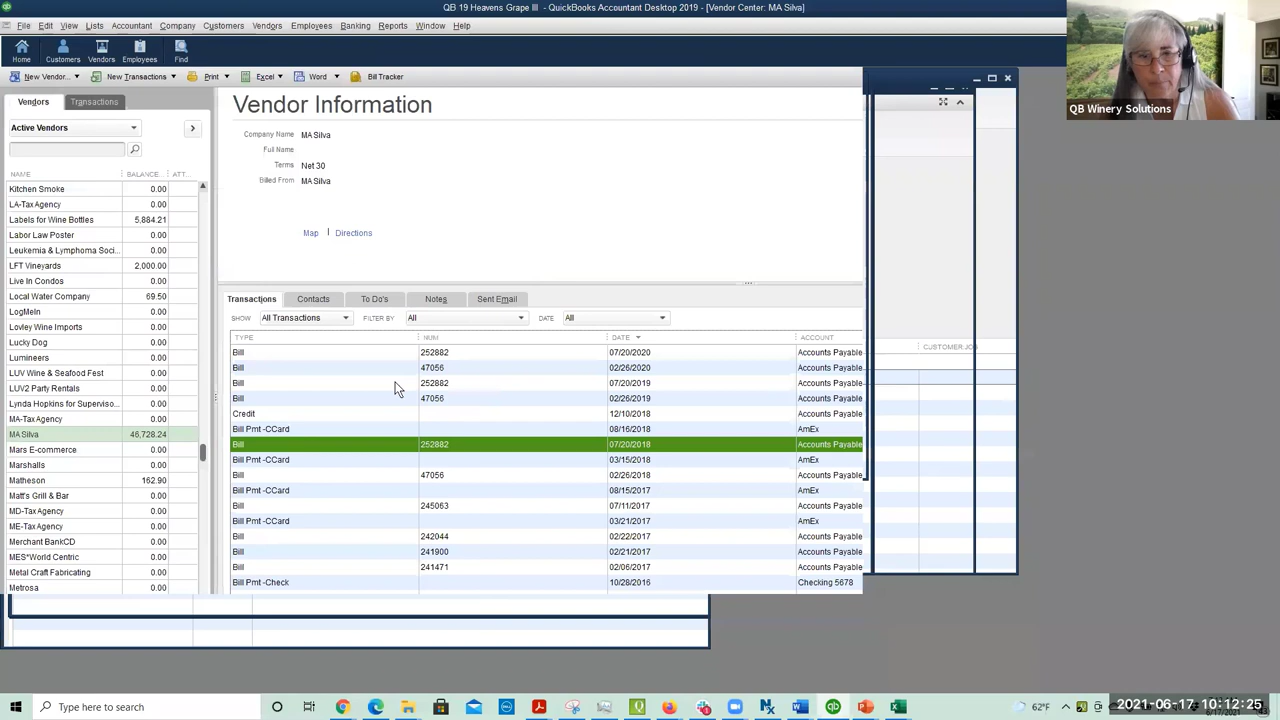 QB 19 Heavens Grape III - QuickBooks Accountant Desktop 2019 - [Vendor Center: MA Silva]
File Edit View Lists Accountant Company Customers Vendors Employees Banking Reports Window Help
Home Customers Vendors Employees Find
New Vendor... New Transactions Print Excel Word Bill Tracker
Vendors Transactions
Active Vendors
NAME BALANCE... ATT...
Kitchen Smoke 0.00
LA-Tax Agency 0.00
Labels for Wine Bottles 5,884.21
Labor Law Poster 0.00
Leukemia & Lymphoma Soci... 0.00
LFT Vineyards 2,000.00
Live In Condos 0.00
Local Water Company 69.50
LogMeIn 0.00
Lovley Wine Imports 0.00
Lucky Dog 0.00
Lumineers 0.00
LUV Wine & Seafood Fest 0.00
LUV2 Party Rentals 0.00
Lynda Hopkins for Superviso... 0.00
MA-Tax Agency 0.00
MA Silva 46,728.24
Mars E-commerce 0.00
Marshalls 0.00
Matheson 162.90
Matt's Grill & Bar 0.00
MD-Tax Agency 0.00
ME-Tax Agency 0.00
Merchant BankCD 0.00
MES*World Centric 0.00
Metal Craft Fabricating 0.00
Metrosa 0.00
Vendor Information
Company Name MA Silva
Full Name
Terms Net 30
Billed From MA Silva
Map Directions
Transactions Contacts To Do's Notes Sent Email
SHOW All Transactions FILTER BY All DATE All
TYPE NUM DATE ACCOUNT
Bill 252882 07/20/2020 Accounts Payable
Bill 47056 02/26/2020 Accounts Payable
Bill 252882 07/20/2019 Accounts Payable
Bill 47056 02/26/2019 Accounts Payable
Credit 12/10/2018 Accounts Payable
Bill Pmt -CCard 08/16/2018 AmEx
Bill 252882 07/20/2018 Accounts Payable
Bill Pmt -CCard 03/15/2018 AmEx
Bill 47056 02/26/2018 Accounts Payable
Bill Pmt -CCard 08/15/2017 AmEx
Bill 245063 07/11/2017 Accounts Payable
Bill Pmt -CCard 03/21/2017 AmEx
Bill 242044 02/22/2017 Accounts Payable
Bill 241900 02/21/2017 Accounts Payable
Bill 241471 02/06/2017 Accounts Payable
Bill Pmt -Check 10/28/2016 Checking 5678
CUSTOMER:JOB
QB Winery Solutions
Type here to search
62°F
2021-06-17 10:12:25